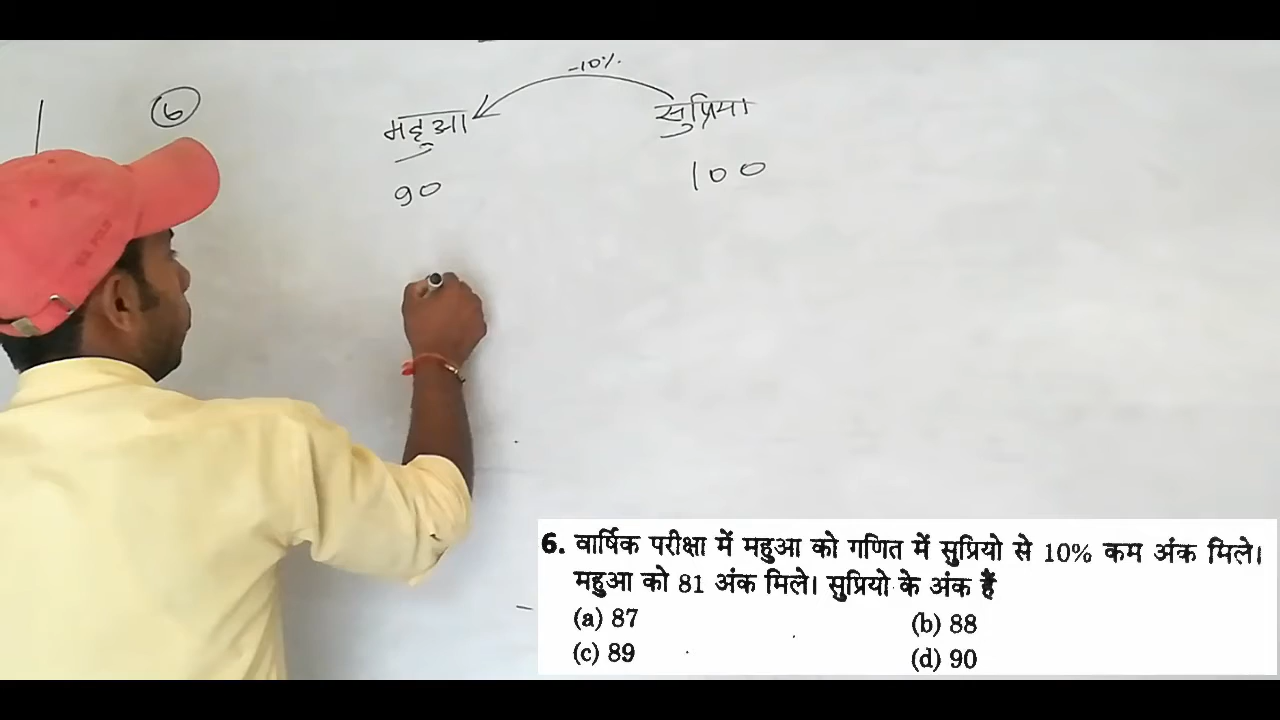 -10%
6 महुआ सुप्रिया
90 100
6. वार्षिक परीक्षा में महुआ को गणित में सुप्रियो से 10% कम अंक मिले।
महुआ को 81 अंक मिले। सुप्रियो के अंक हैं
(a) 87 (b) 88
(c) 89 (d) 90